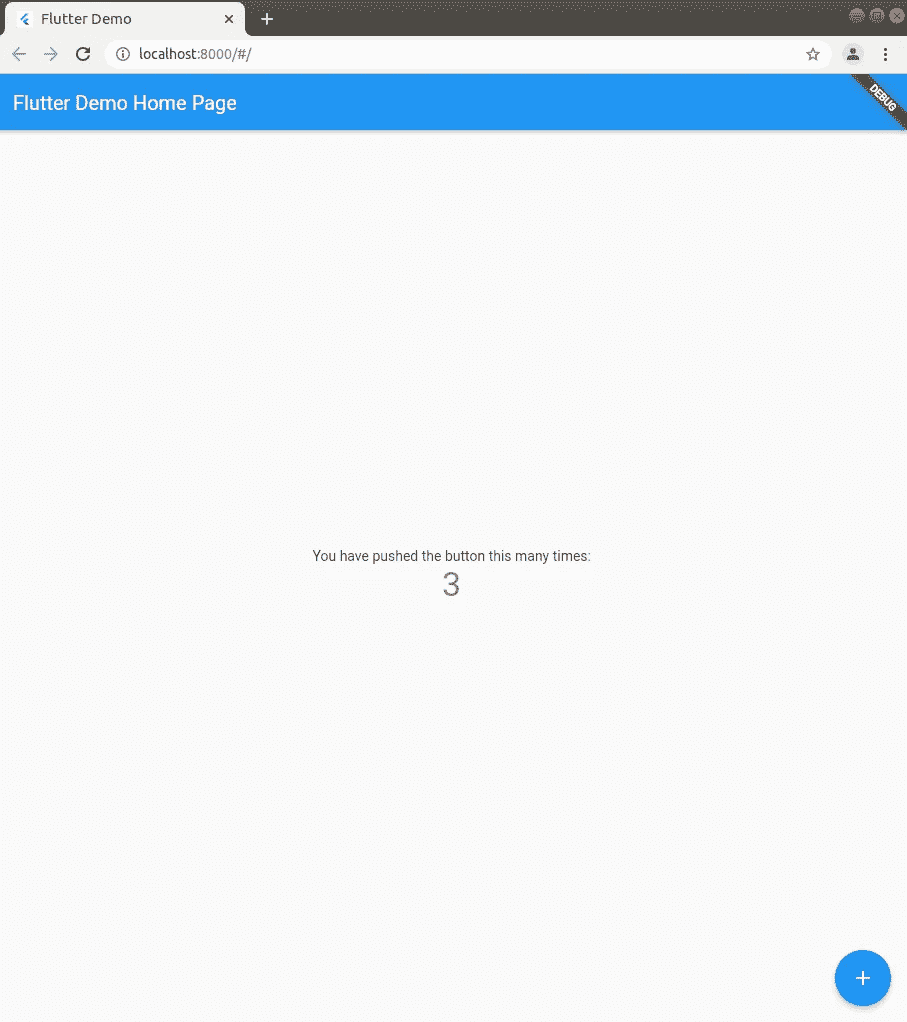 Flutter Demo
localhost:8000/#/
Flutter Demo Home Page
DEBUG
You have pushed the button this many times:
3